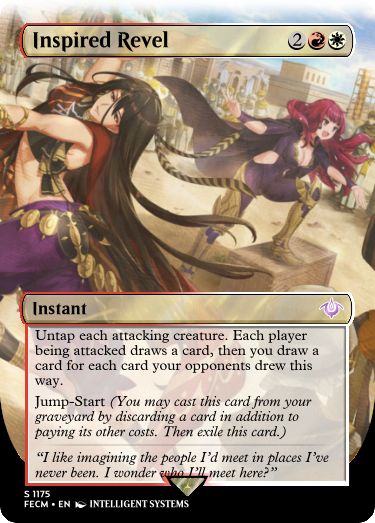 Inspired Revel 2
Instant
Untap each attacking creature. Each player
being attacked draws a card, then you draw a
card for each card your opponents drew this
way.
Jump-Start (You may cast this card from your
graveyard by discarding a card in addition to
paying its other costs. Then exile this card.)
“I like imagining the people I’d meet in places I’ve
never been. I wonder who I’ll meet here?”
S 1175
FECM • EN INTELLIGENT SYSTEMS